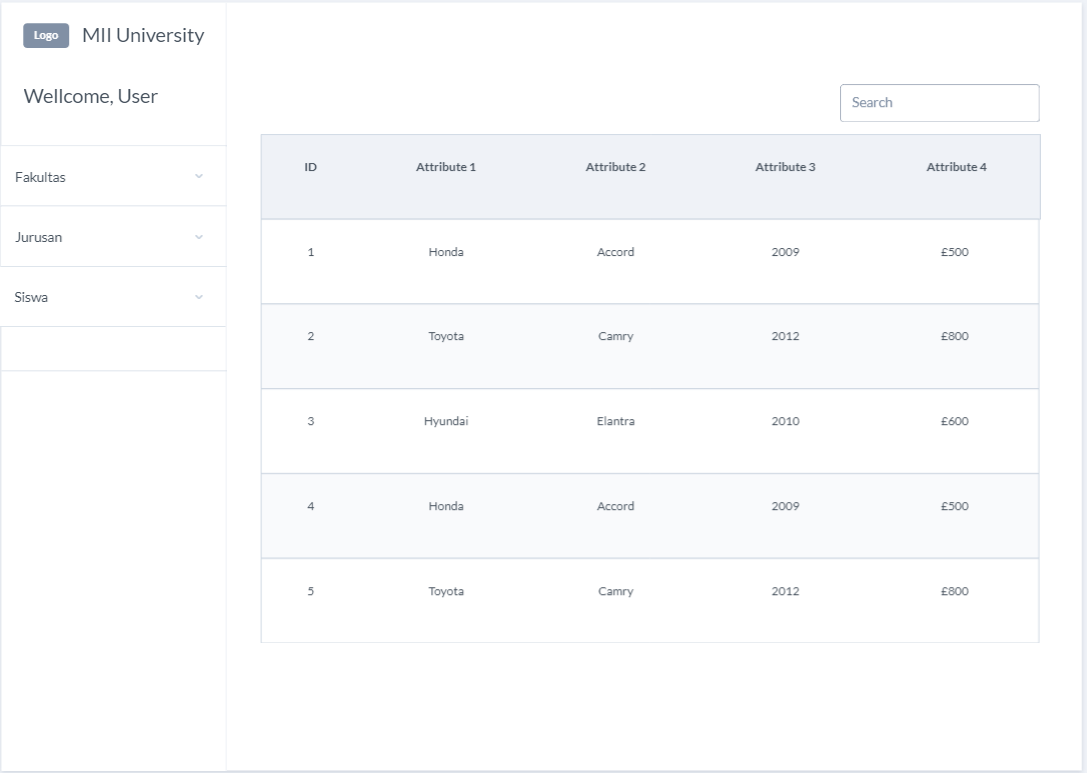 Logo MII University
Wellcome, User
Fakultas
Jurusan
Siswa
Search
ID Attribute 1 Attribute 2 Attribute 3 Attribute 4
1 Honda Accord 2009 £500
2 Toyota Camry 2012 £800
3 Hyundai Elantra 2010 £600
4 Honda Accord 2009 £500
5 Toyota Camry 2012 £800